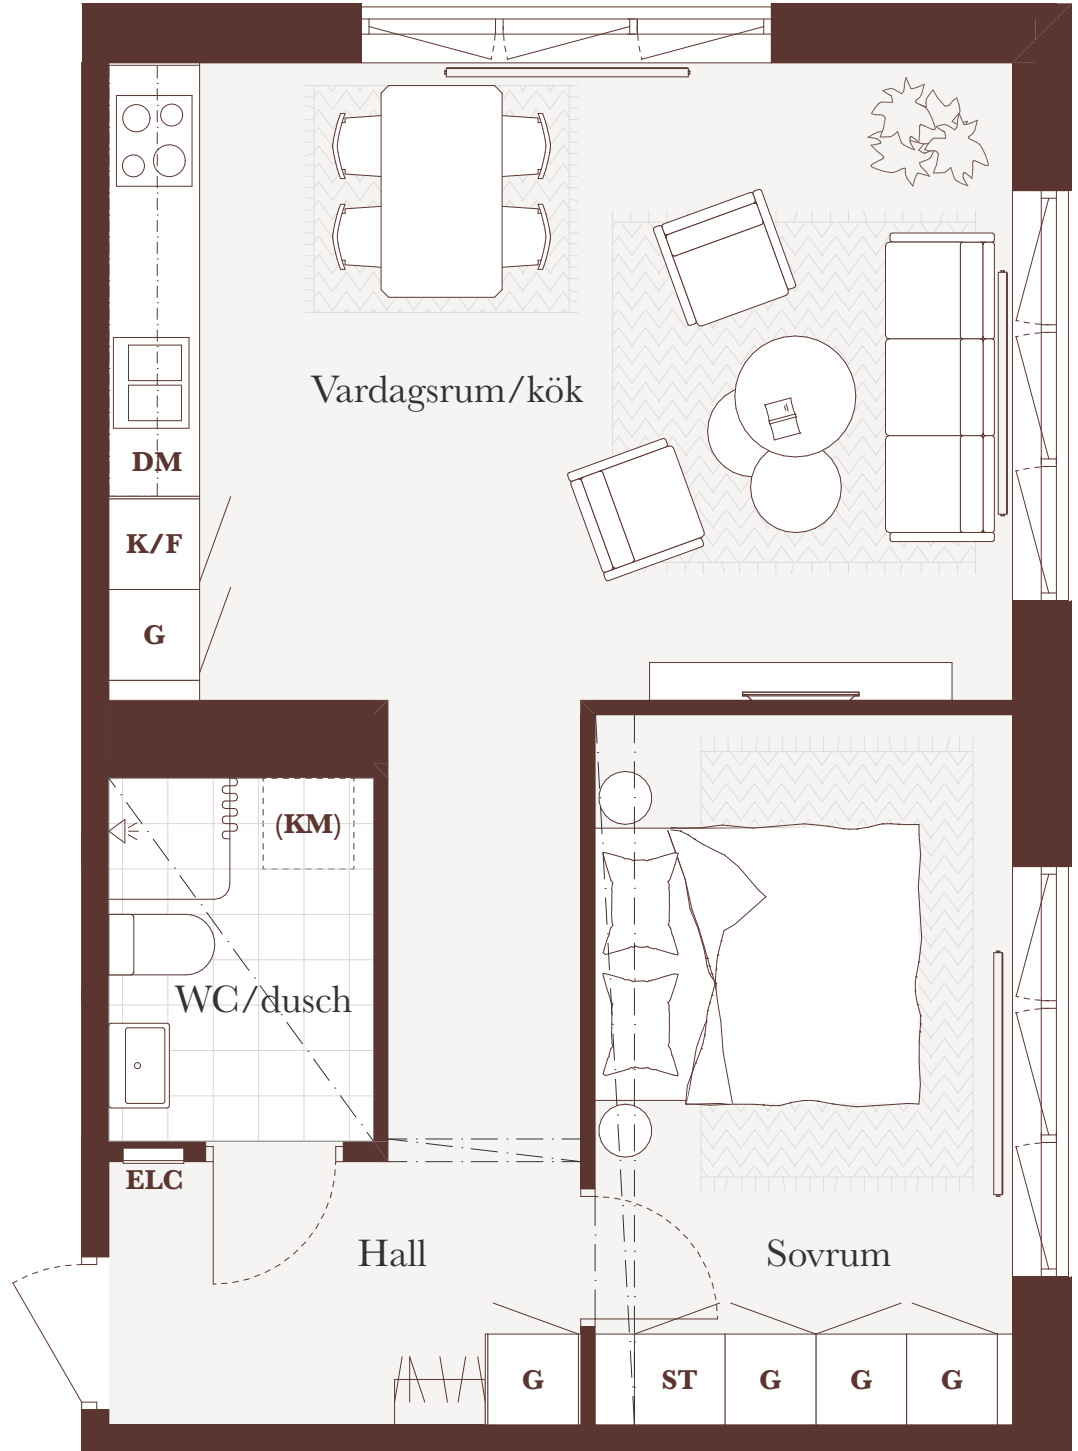 Vardagsrum/kök
DM
K/F
G
(KM)
WC/dusch
ELC
Hall
Sovrum
G
ST
G
G
G